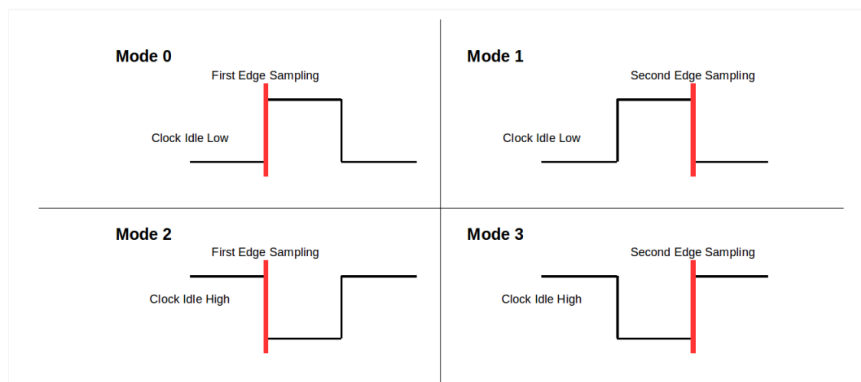 Mode 0
First Edge Sampling
Clock Idle Low
Mode 1
Second Edge Sampling
Clock Idle Low
Mode 2
First Edge Sampling
Clock Idle High
Mode 3
Second Edge Sampling
Clock Idle High